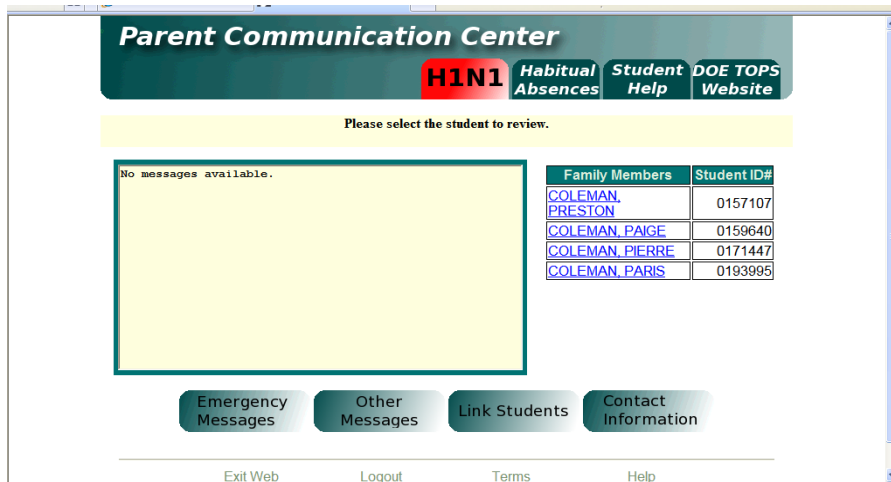 Parent Communication Center
H1N1
Habitual
Absences
Student
Help
DOE TOPS
Website
Please select the student to review.
No messages available.
Family Members Student ID#
COLEMAN,
PRESTON 0157107
COLEMAN, PAIGE 0159640
COLEMAN, PIERRE 0171447
COLEMAN, PARIS 0193995
Emergency
Messages
Other
Messages
Link Students
Contact
Information
Exit Web Logout Terms Help